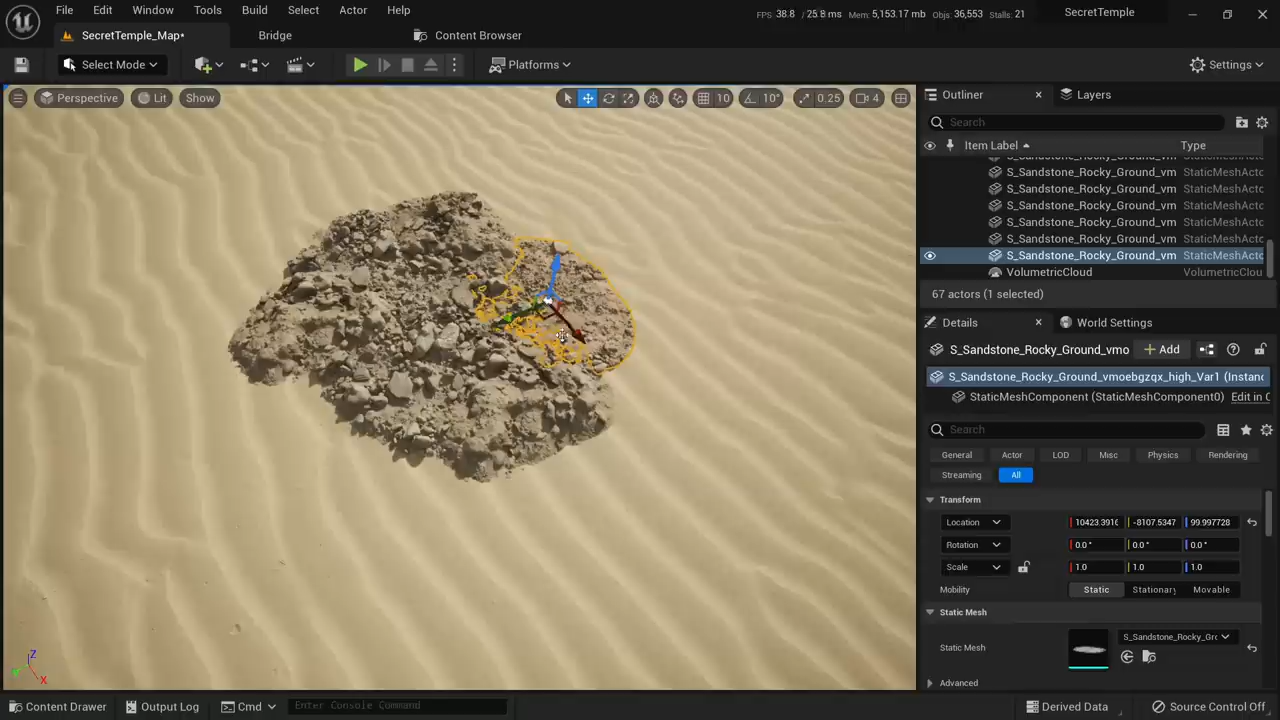 File Edit Window Tools Build Select Actor Help
FPS: 38.8 / 25.8 ms Mem: 5,153.17 mb Objs: 36,553 Stalls: 21
SecretTemple
SecretTemple_Map•
Bridge
Content Browser
Select Mode
Platforms
Settings
Perspective
Lit
Show
10
10°
0.25
4
Outliner
Layers
Search
Item Label
Type
S_Sandstone_Rocky_Ground_vm StaticMeshActo
S_Sandstone_Rocky_Ground_vm StaticMeshActo
S_Sandstone_Rocky_Ground_vm StaticMeshActo
S_Sandstone_Rocky_Ground_vm StaticMeshActo
S_Sandstone_Rocky_Ground_vm StaticMeshActo
S_Sandstone_Rocky_Ground_vm StaticMeshActo
S_Sandstone_Rocky_Ground_vm StaticMeshActo
VolumetricCloud VolumetricClou
67 actors (1 selected)
Details
World Settings
S_Sandstone_Rocky_Ground_vmo
Add
S_Sandstone_Rocky_Ground_vmoebgzqx_high_Var1 (Instanc
StaticMeshComponent (StaticMeshComponent0) Edit in C
Search
General Actor LOD Misc Physics Rendering
Streaming All
Transform
Location 10423.3916 -8107.5347 99.997728
Rotation 0.0° 0.0° 0.0°
Scale 1.0 1.0 1.0
Mobility Static Stationary Movable
Static Mesh
Static Mesh
S_Sandstone_Rocky_Gro
Advanced
Z
Y
X
Content Drawer
Output Log
Cmd
Enter Console Command
Derived Data
Source Control Off